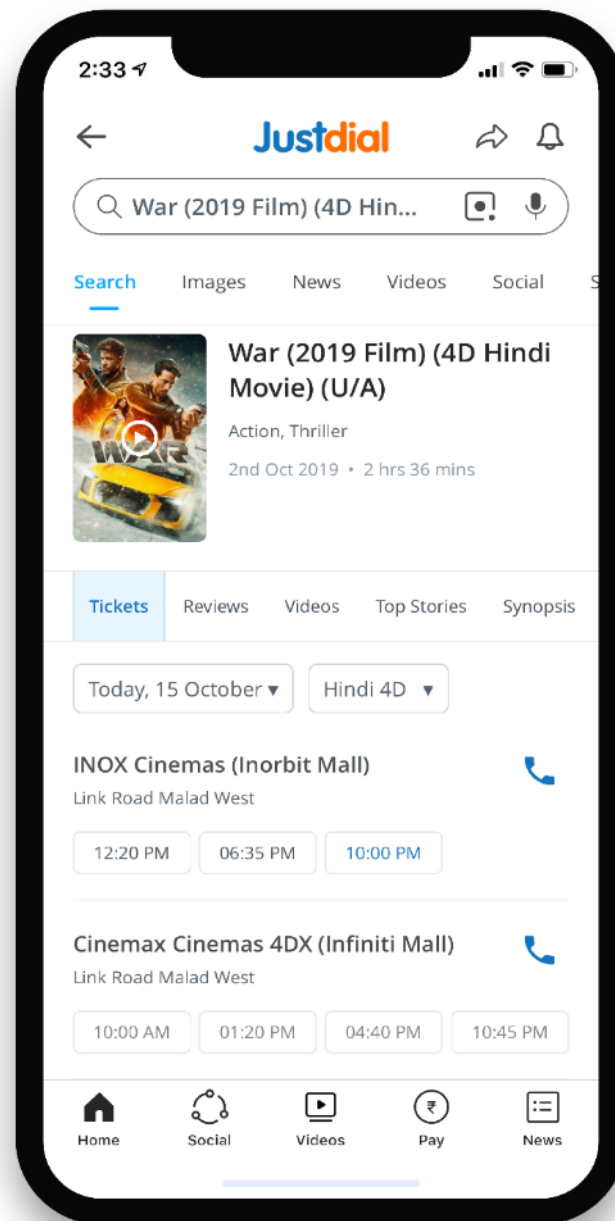 2:33
Justdial
War (2019 Film) (4D Hin...
Search Images News Videos Social S
WAR
War (2019 Film) (4D Hindi
Movie) (U/A)
Action, Thriller
2nd Oct 2019 • 2 hrs 36 mins
Tickets Reviews Videos Top Stories Synopsis
Today, 15 October ▾ Hindi 4D ▾
INOX Cinemas (Inorbit Mall)
Link Road Malad West
12:20 PM 06:35 PM 10:00 PM
Cinemax Cinemas 4DX (Infiniti Mall)
Link Road Malad West
10:00 AM 01:20 PM 04:40 PM 10:45 PM
₹
Home Social Videos Pay News